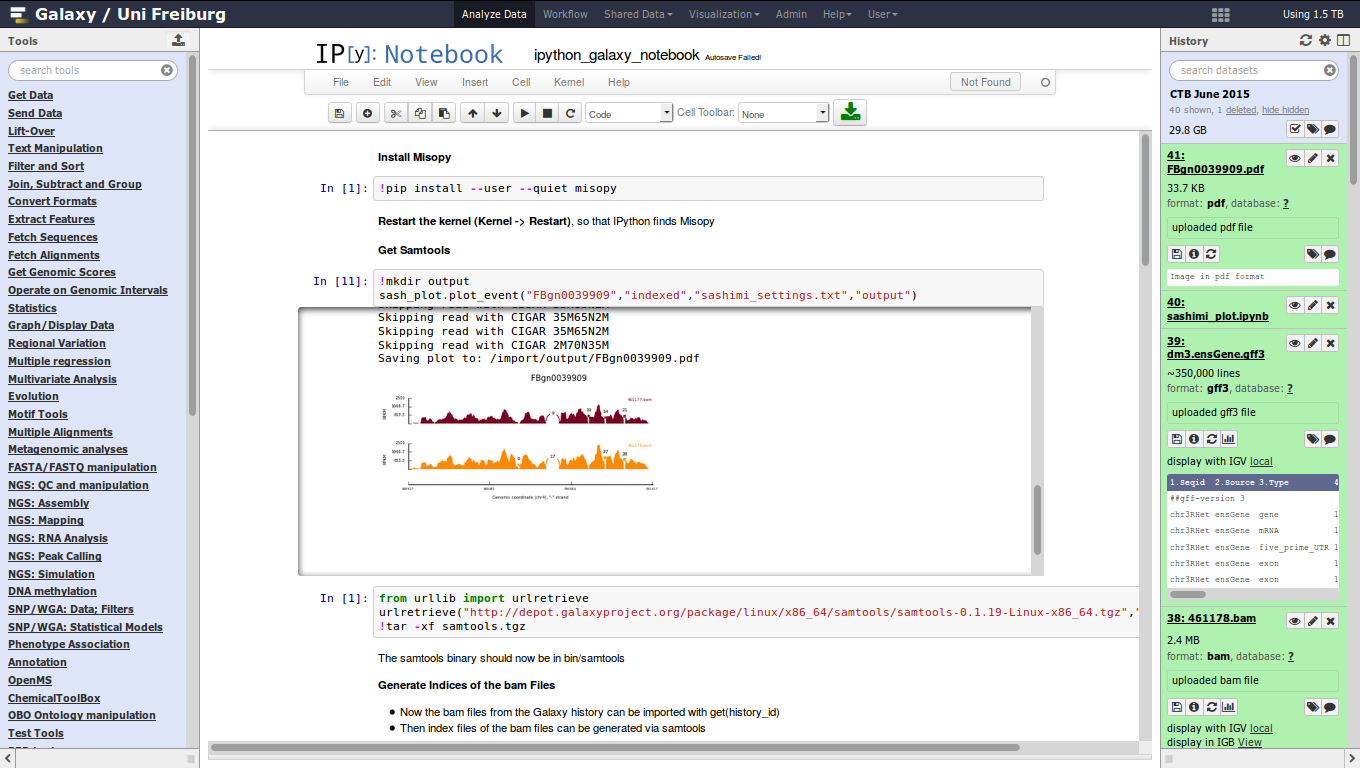 Galaxy / Uni Freiburg
Analyze Data
Workflow
Shared Data
Visualization
Admin
Help
User
Using 1.5 TB
Tools
search tools
Get Data
Send Data
Lift-Over
Text Manipulation
Filter and Sort
Join, Subtract and Group
Convert Formats
Extract Features
Fetch Sequences
Fetch Alignments
Get Genomic Scores
Operate on Genomic Intervals
Statistics
Graph/Display Data
Regional Variation
Multiple regression
Multivariate Analysis
Evolution
Motif Tools
Multiple Alignments
Metagenomic analyses
FASTA/FASTQ manipulation
NGS: QC and manipulation
NGS: Assembly
NGS: Mapping
NGS: RNA Analysis
NGS: Peak Calling
NGS: Simulation
DNA methylation
SNP/WGA: Data; Filters
SNP/WGA: Statistical Models
Phenotype Association
Annotation
OpenMS
ChemicalToolBox
OBO Ontology manipulation
Test Tools
IP[y]: Notebook
ipython_galaxy_notebook Autosave Failed!
File
Edit
View
Insert
Cell
Kernel
Help
Not Found
Code
Cell Toolbar:
None
Install Misopy
In [1]: !pip install --user --quiet misopy
Restart the kernel (Kernel -> Restart), so that IPython finds Misopy
Get Samtools
In [11]: !mkdir output
sash_plot.plot_event("FBgn0039909","indexed","sashimi_settings.txt","output")
Skipping read with CIGAR 35M65N2M
Skipping read with CIGAR 35M65N2M
Skipping read with CIGAR 2M70N35M
Saving plot to: /import/output/FBgn0039909.pdf
FBgn0039909
461177.bam
461178.bam
Genomic coordinate (chr4), "-" strand
In [1]: from urllib import urlretrieve
urlretrieve("http://depot.galaxyproject.org/package/linux/x86_64/samtools/samtools-0.1.19-Linux-x86_64.tgz","
!tar -xf samtools.tgz
The samtools binary should now be in bin/samtools
Generate Indices of the bam Files
Now the bam files from the Galaxy history can be imported with get(history_id)
Then index files of the bam files can be generated via samtools
History
search datasets
CTB June 2015
40 shown, 1 deleted, hide hidden
29.8 GB
41:
FBgn0039909.pdf
33.7 KB
format: pdf, database: ?
uploaded pdf file
Image in pdf format
40:
sashimi_plot.ipynb
39:
dm3.ensGene.gff3
~350,000 lines
format: gff3, database: ?
uploaded gff3 file
display with IGV local
1.Seqid 2.Source 3.Type 4
##gff-version 3
chr3RHet ensGene gene 1
chr3RHet ensGene mRNA 1
chr3RHet ensGene five_prime_UTR 1
chr3RHet ensGene exon 1
chr3RHet ensGene exon 1
38: 461178.bam
2.4 MB
format: bam, database: ?
uploaded bam file
display with IGV local
display in IGB View